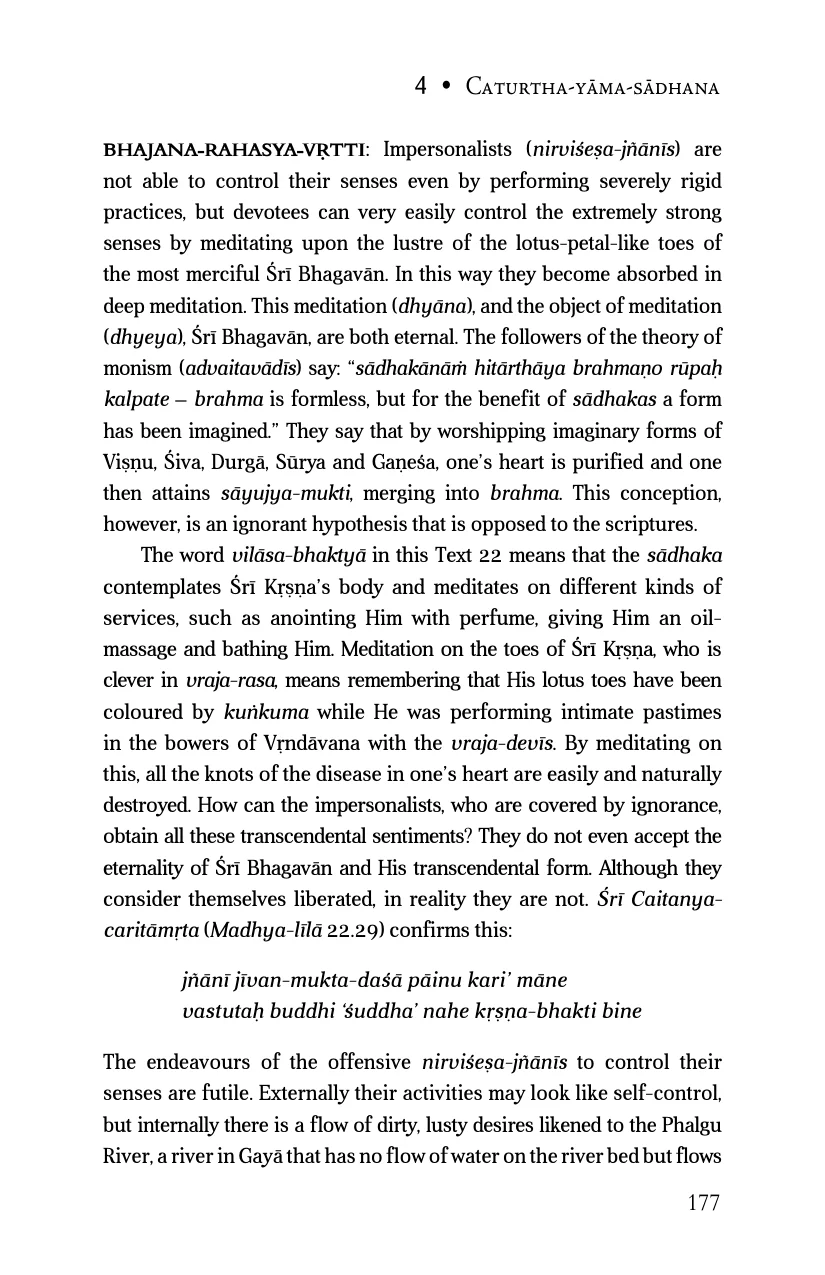 4 • Caturtha-yāma-sādhana
BHAJANA-RAHASYA-VṚTTI: Impersonalists (nirviśeṣa-jñānīs) are
not able to control their senses even by performing severely rigid
practices, but devotees can very easily control the extremely strong
senses by meditating upon the lustre of the lotus-petal-like toes of
the most merciful Śrī Bhagavān. In this way they become absorbed in
deep meditation. This meditation (dhyāna), and the object of meditation
(dhyeya), Śrī Bhagavān, are both eternal. The followers of the theory of
monism (advaitavādīs) say: “sādhakānāṁ hitārthāya brahmaṇo rūpaḥ
kalpate – brahma is formless, but for the benefit of sādhakas a form
has been imagined.” They say that by worshipping imaginary forms of
Viṣṇu, Śiva, Durgā, Sūrya and Gaṇeśa, one’s heart is purified and one
then attains sāyujya-mukti, merging into brahma. This conception,
however, is an ignorant hypothesis that is opposed to the scriptures.
The word vilāsa-bhaktyā in this Text 22 means that the sādhaka
contemplates Śrī Kṛṣṇa’s body and meditates on different kinds of
services, such as anointing Him with perfume, giving Him an oil-
massage and bathing Him. Meditation on the toes of Śrī Kṛṣṇa, who is
clever in vraja-rasa, means remembering that His lotus toes have been
coloured by kuṅkuma while He was performing intimate pastimes
in the bowers of Vṛndāvana with the vraja-devīs. By meditating on
this, all the knots of the disease in one’s heart are easily and naturally
destroyed. How can the impersonalists, who are covered by ignorance,
obtain all these transcendental sentiments? They do not even accept the
eternality of Śrī Bhagavān and His transcendental form. Although they
consider themselves liberated, in reality they are not. Śrī Caitanya-
caritāmṛta (Madhya-līlā 22.29) confirms this:
jñānī jīvan-mukta-daśā pāinu kari’ māne
vastutaḥ buddhi ‘śuddha’ nahe kṛṣṇa-bhakti bine
The endeavours of the offensive nirviśeṣa-jñānīs to control their
senses are futile. Externally their activities may look like self-control,
but internally there is a flow of dirty, lusty desires likened to the Phalgu
River, a river in Gayā that has no flow of water on the river bed but flows
177